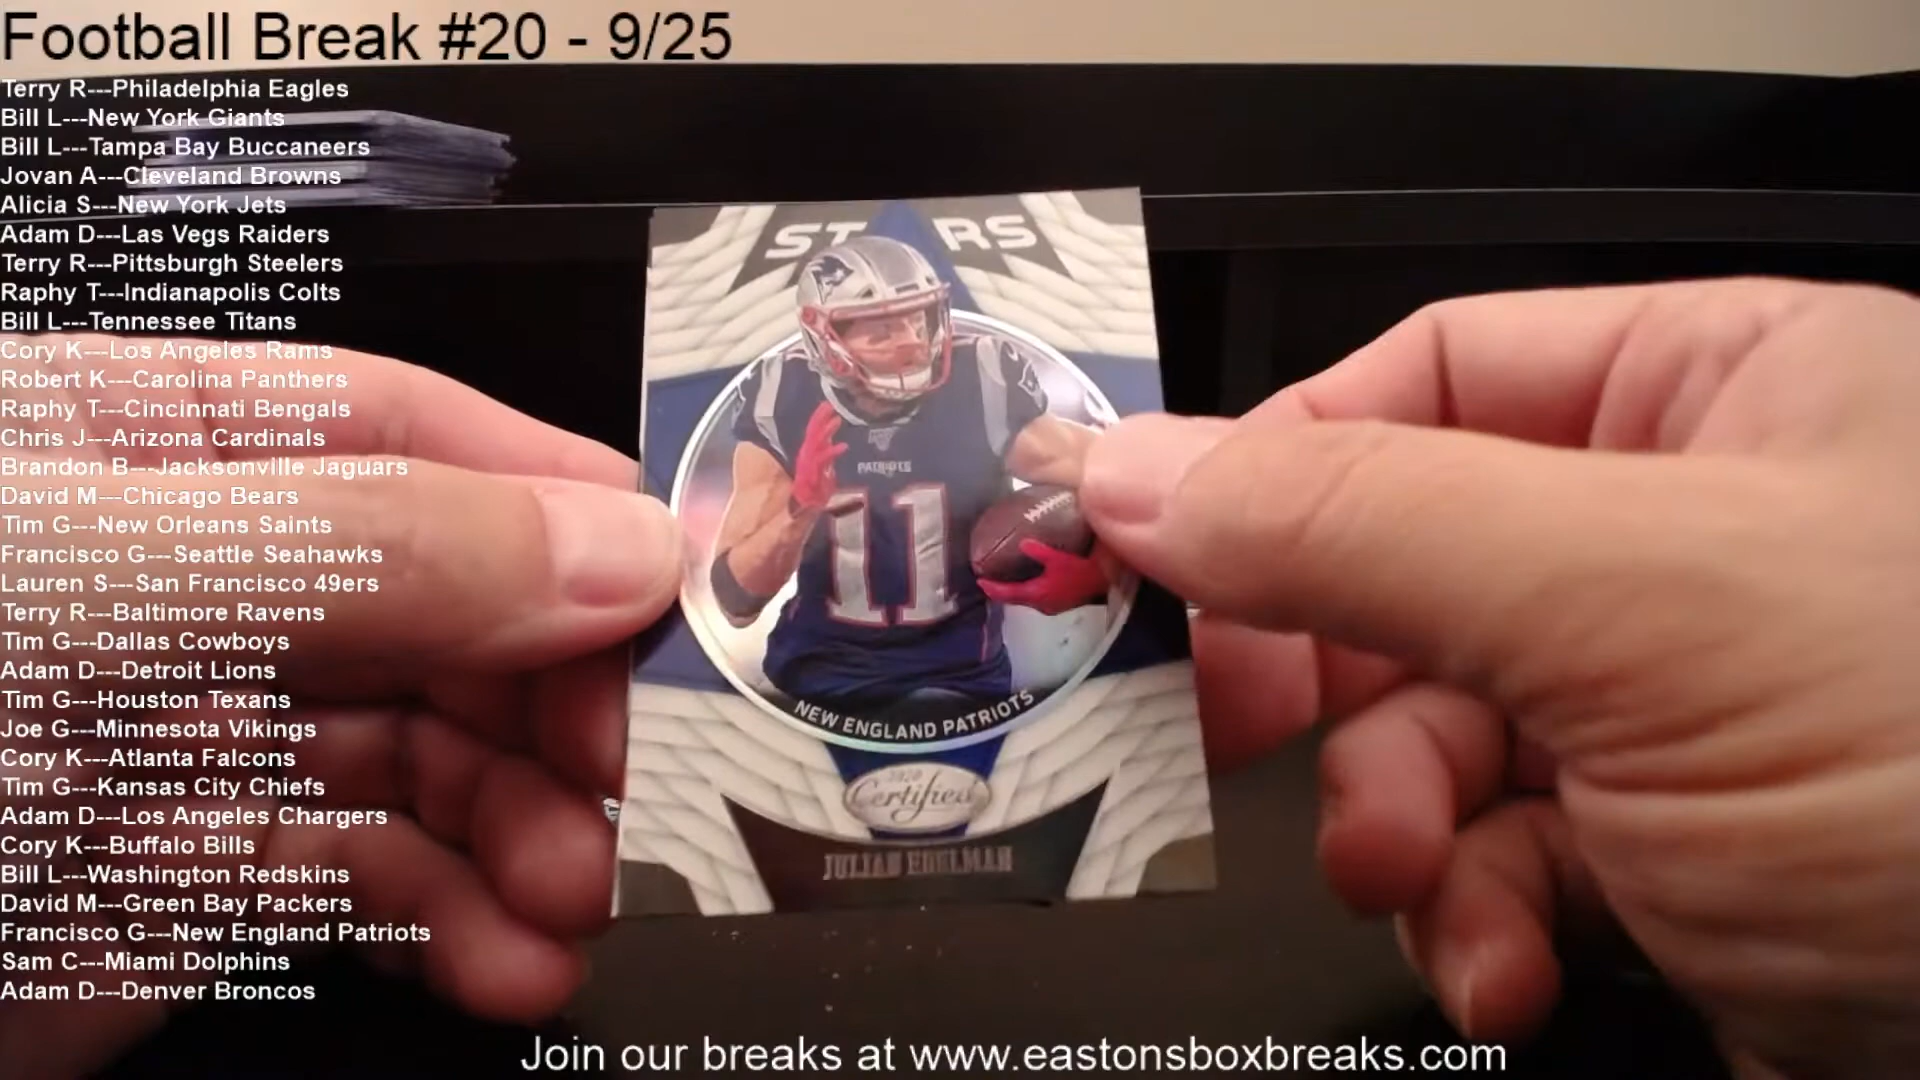 Football Break #20 - 9/25
Terry R---Philadelphia Eagles
Bill L---New York Giants
Bill L---Tampa Bay Buccaneers
Jovan A---Cleveland Browns
Alicia S---New York Jets
Adam D---Las Vegs Raiders
Terry R---Pittsburgh Steelers
Raphy T---Indianapolis Colts
Bill L---Tennessee Titans
Cory K---Los Angeles Rams
Robert K---Carolina Panthers
Raphy T---Cincinnati Bengals
Chris J---Arizona Cardinals
Brandon B---Jacksonville Jaguars
David M---Chicago Bears
Tim G---New Orleans Saints
Francisco G---Seattle Seahawks
Lauren S---San Francisco 49ers
Terry R---Baltimore Ravens
Tim G---Dallas Cowboys
Adam D---Detroit Lions
Tim G---Houston Texans
Joe G---Minnesota Vikings
Cory K---Atlanta Falcons
Tim G---Kansas City Chiefs
Adam D---Los Angeles Chargers
Cory K---Buffalo Bills
Bill L---Washington Redskins
David M---Green Bay Packers
Francisco G---New England Patriots
Sam C---Miami Dolphins
Adam D---Denver Broncos
STARS
PATRIOTS
11
NEW ENGLAND PATRIOTS
2020
Certified
JULIAN EDELMAN
Join our breaks at www.eastonsboxbreaks.com